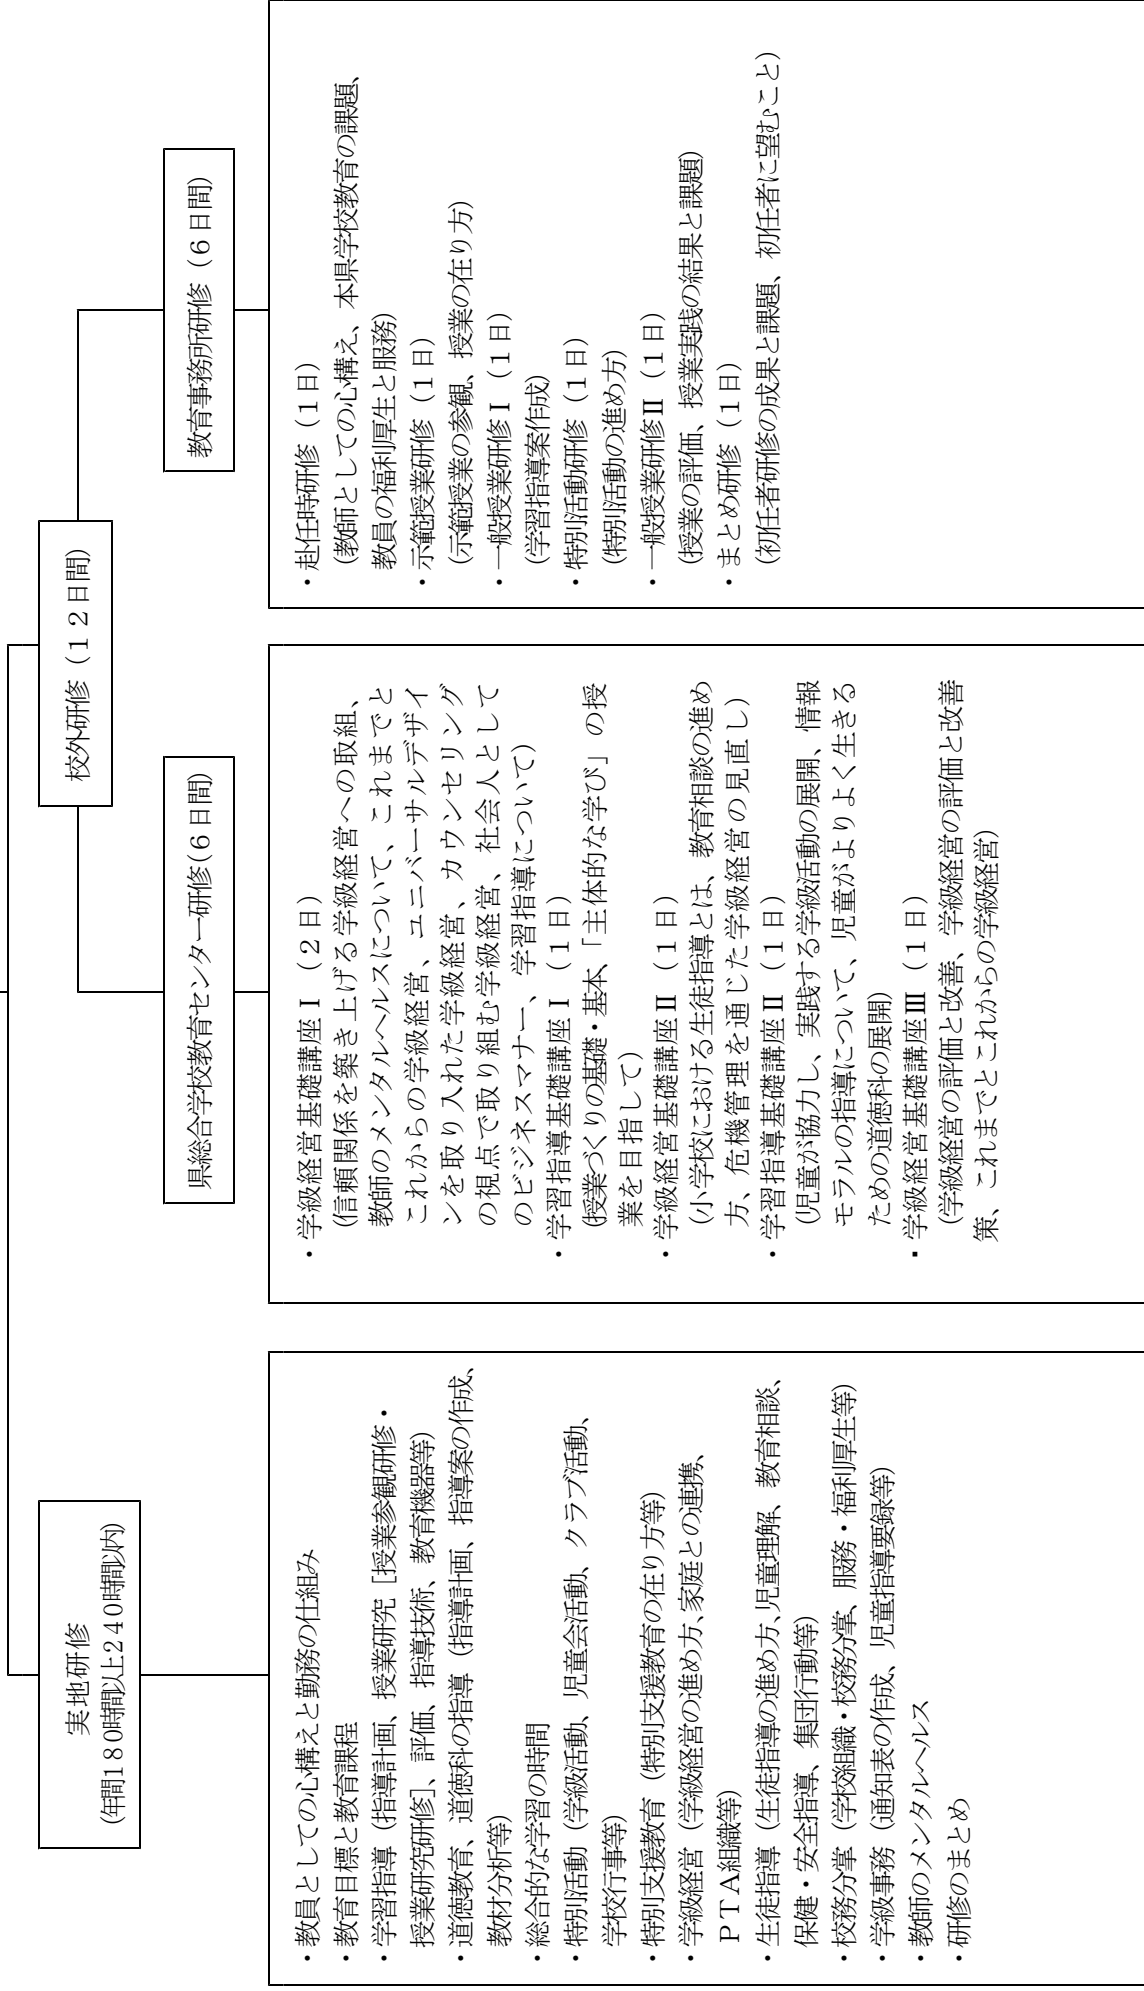 実地研修
(年間180時間以上240時間以内)
・教員としての心構えと勤務の仕組み
・教育目標と教育課程
・学習指導（指導計画、授業研究［授業参観研修・
授業研究研修］、評価、指導技術、教育機器等)
・道徳教育、道徳科の指導（指導計画、指導案の作成、
教材分析等)
・総合的な学習の時間
・特別活動（学級活動、児童会活動、クラブ活動、
学校行事等)
・特別支援教育（特別支援教育の在り方等)
・学級経営（学級経営の進め方、家庭との連携、
ＰＴＡ組織等)
・生徒指導（生徒指導の進め方、児童理解、教育相談、
保健・安全指導、集団行動等)
・校務分掌（学校組織・校務分掌、服務・福利厚生等)
・学級事務（通知表の作成、児童指導要録等)
・教師のメンタルヘルス
・研修のまとめ
校外研修（１２日間）
県総合学校教育センター研修(６日間)
・学級経営基礎講座Ⅰ（２日）
(信頼関係を築き上げる学級経営への取組、
教師のメンタルヘルスについて、これまでと
これからの学級経営、ユニバーサルデザイ
ンを取り入れた学級経営、カウンセリング
の視点で取り組む学級経営、社会人として
のビジネスマナー、学習指導について)
・学習指導基礎講座Ⅰ（１日）
(授業づくりの基礎・基本、「主体的な学び」の授
業を目指して)
・学級経営基礎講座Ⅱ（１日）
(小学校における生徒指導とは、教育相談の進め
方、危機管理を通じた学級経営の見直し)
・学習指導基礎講座Ⅱ（１日）
(児童が協力し、実践する学級活動の展開、情報
モラルの指導について、児童がよりよく生きる
ための道徳科の展開)
・学級経営基礎講座Ⅲ（１日）
(学級経営の評価と改善、学級経営の評価と改善
策、これまでとこれからの学級経営)
教育事務所研修（６日間）
・赴任時研修（１日）
(教師としての心構え、本県学校教育の課題、
教員の福利厚生と服務)
・示範授業研修（１日）
(示範授業の参観、授業の在り方)
・一般授業研修Ⅰ（１日）
(学習指導案作成)
・特別活動研修（１日）
(特別活動の進め方)
・一般授業研修Ⅱ（１日）
(授業の評価、授業実践の結果と課題)
・まとめ研修（１日）
(初任者研修の成果と課題、初任者に望むこと)